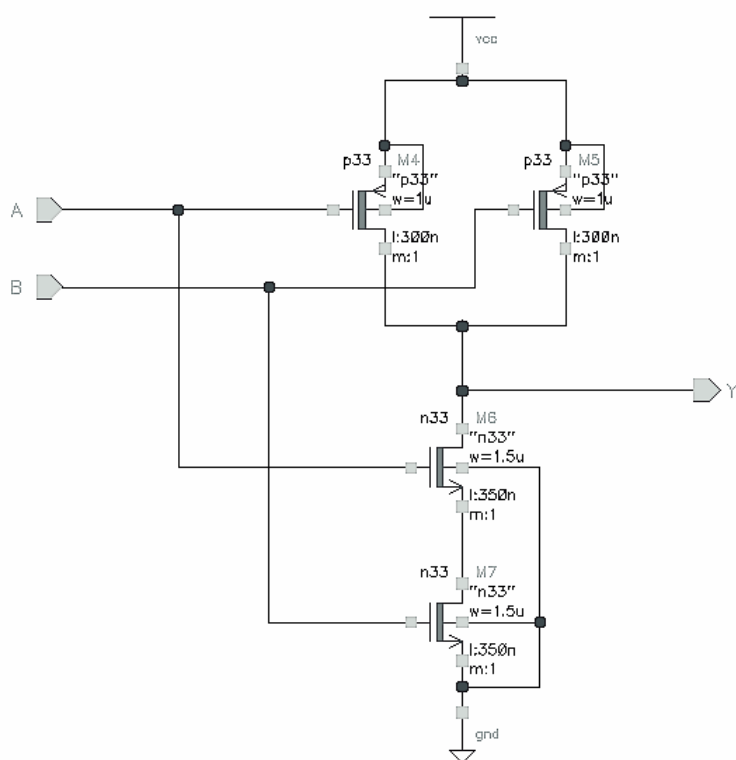 vcc
p33 M4
"p33"
w=1u
l:300n
m:1
p33 M5
"p33"
w=1u
l:300n
m:1
A
B
Y
n33 M6
"n33"
w=1.5u
l:350n
m:1
n33 M7
"n33"
w=1.5u
l:350n
m:1
gnd